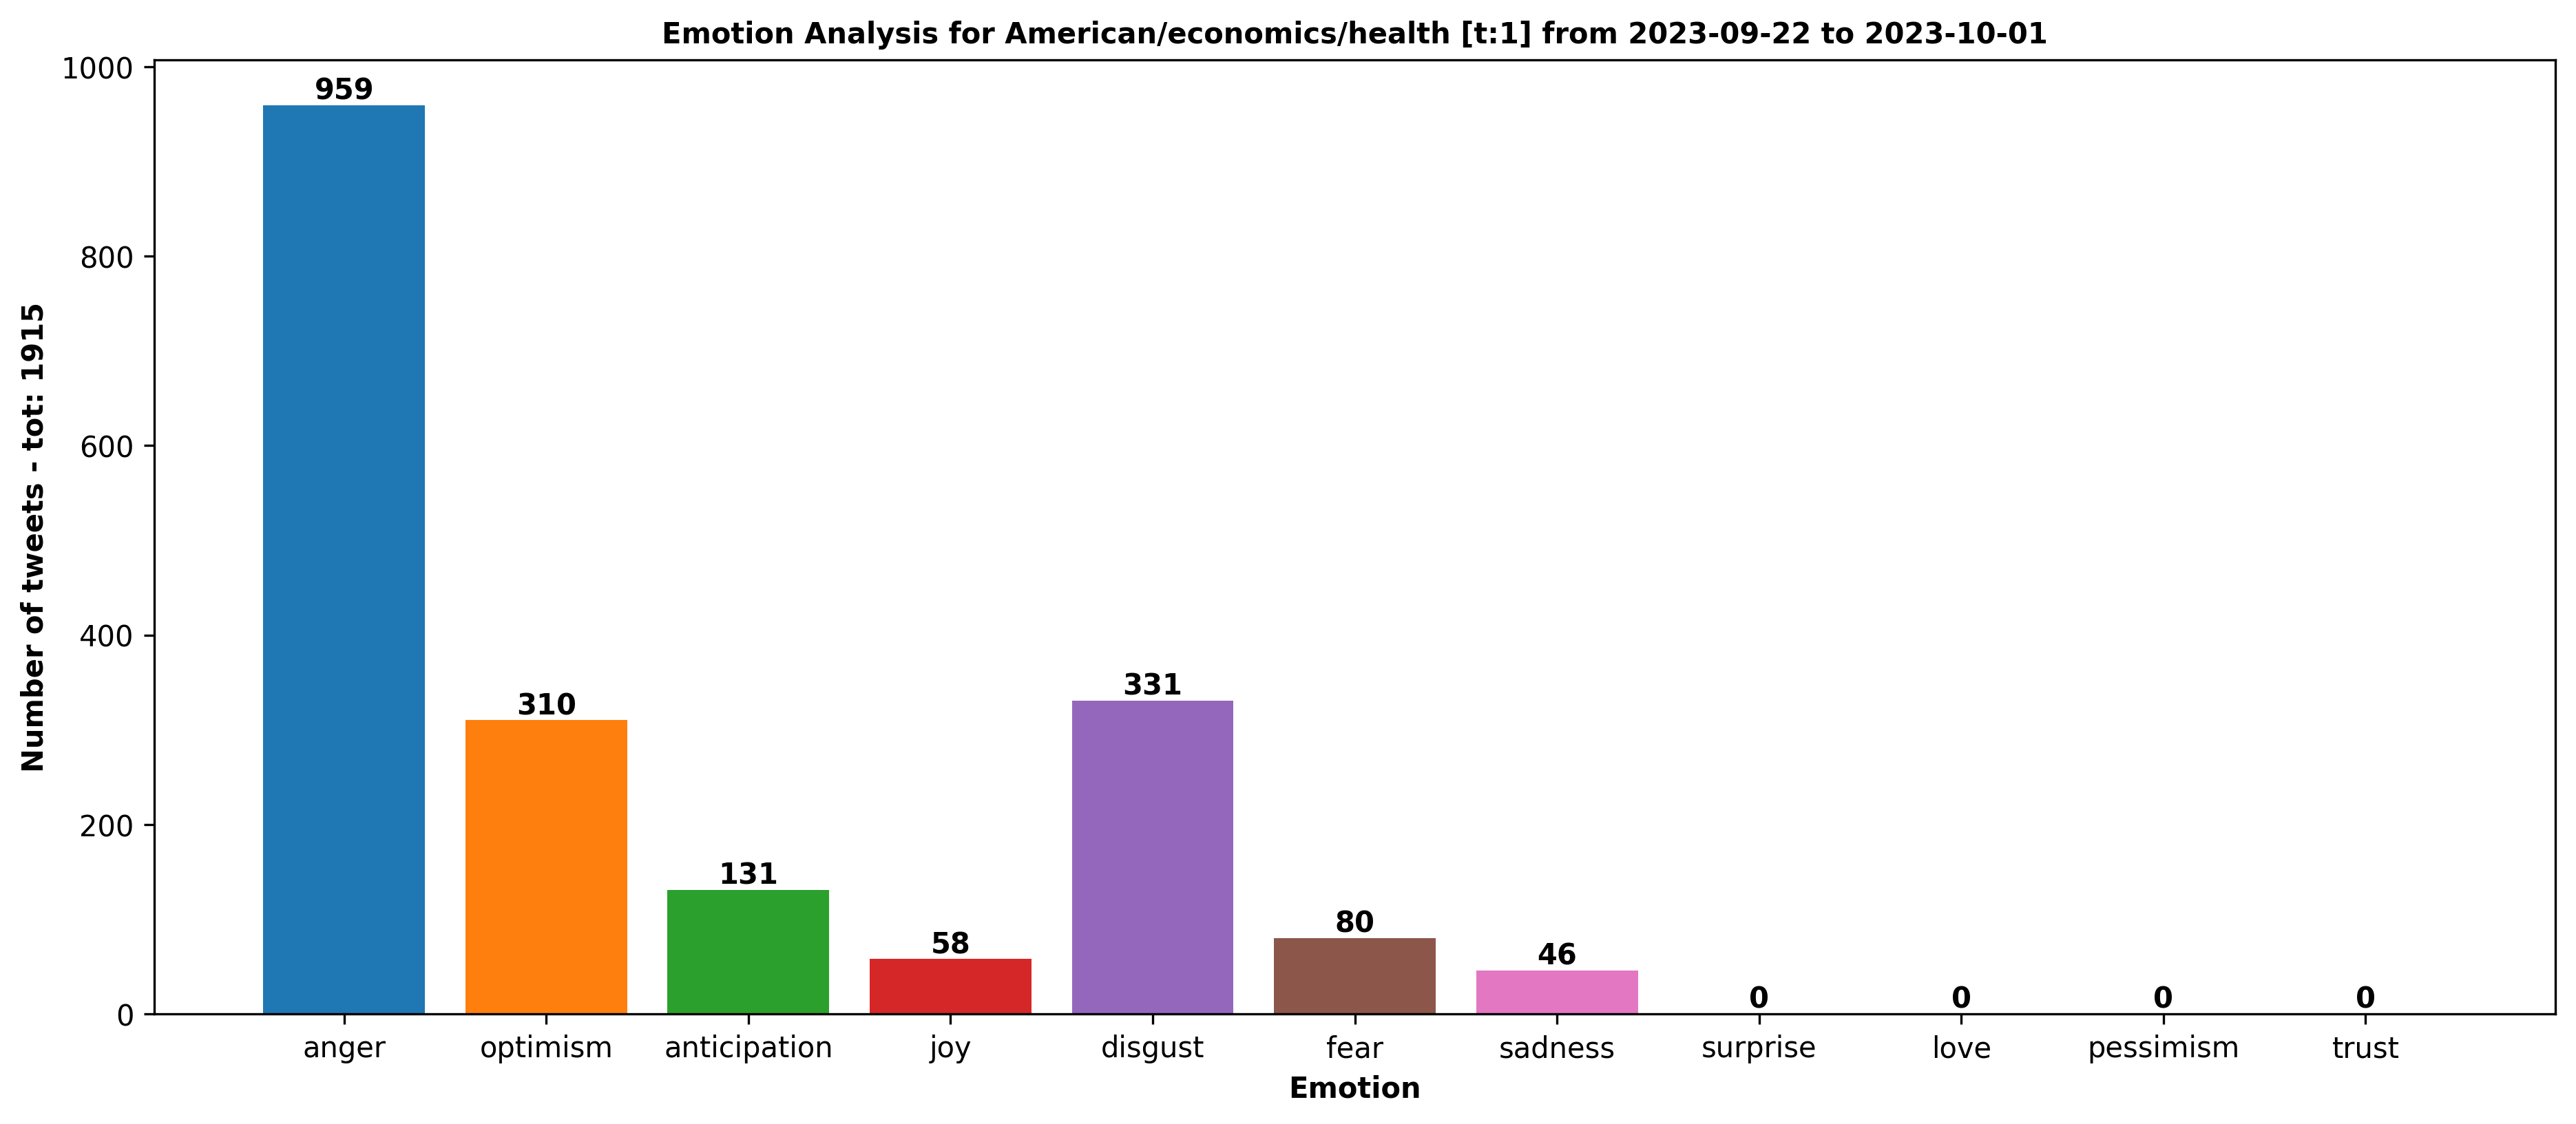 Emotion Analysis for American/economics/health [t:1] from 2023-09-22 to 2023-10-01
Number of tweets - tot: 1915
1000
800
600
400
200
0
959
310
131
58
331
80
46
0
0
0
0
anger
optimism
anticipation
joy
disgust
fear
sadness
surprise
love
pessimism
trust
Emotion